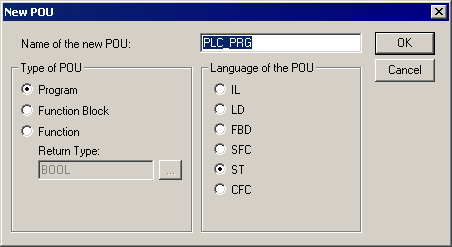 New POU
Name of the new POU: PLC_PRG OK
Cancel
Type of POU
Program
Function Block
Function
Return Type:
BOOL ...
Language of the POU
IL
LD
FBD
SFC
ST
CFC